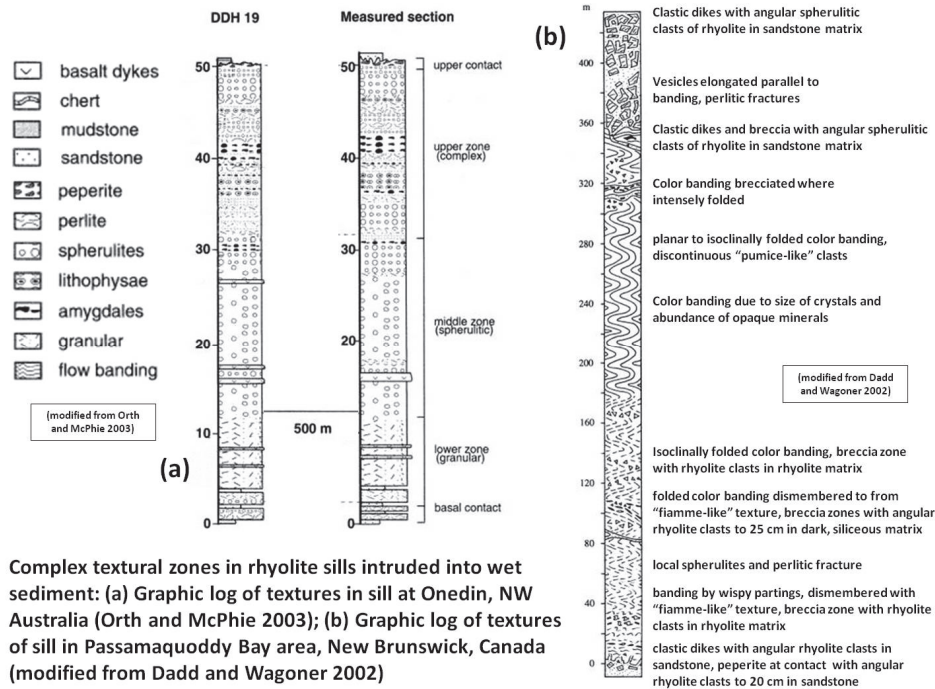 DDH 19
Measured section
basalt dykes
chert
mudstone
sandstone
peperite
perlite
spherulites
lithophysae
amygdales
granular
flow banding
(modified from Orth
and McPhie 2003)
(a)
50
40
30
20
10
0
500 m
50
40
30
20
0
upper contact
upper zone
(complex)
middle zone
(spherulitic)
lower zone
(granular)
basal contact
(b)
m
400
360
320
280
240
200
160
120
80
40
0
Clastic dikes with angular spherulitic
clasts of rhyolite in sandstone matrix
Vesicles elongated parallel to
banding, perlitic fractures
Clastic dikes and breccia with angular spherulitic
clasts of rhyolite in sandstone matrix
Color banding brecciated where
intensely folded
planar to isoclinally folded color banding,
discontinuous “pumice-like” clasts
Color banding due to size of crystals and
abundance of opaque minerals
(modified from Dadd
and Wagoner 2002)
Isoclinally folded color banding, breccia zone
with rhyolite clasts in rhyolite matrix
folded color banding dismembered to from
“fiamme-like” texture, breccia zones with angular
rhyolite clasts to 25 cm in dark, siliceous matrix
local spherulites and perlitic fracture
banding by wispy partings, dismembered with
“fiamme-like” texture, breccia zone with rhyolite
clasts in rhyolite matrix
clastic dikes with angular rhyolite clasts in
sandstone, peperite at contact with angular
rhyolite clasts to 20 cm in sandstone
Complex textural zones in rhyolite sills intruded into wet
sediment: (a) Graphic log of textures in sill at Onedin, NW
Australia (Orth and McPhie 2003); (b) Graphic log of textures
of sill in Passamaquoddy Bay area, New Brunswick, Canada
(modified from Dadd and Wagoner 2002)